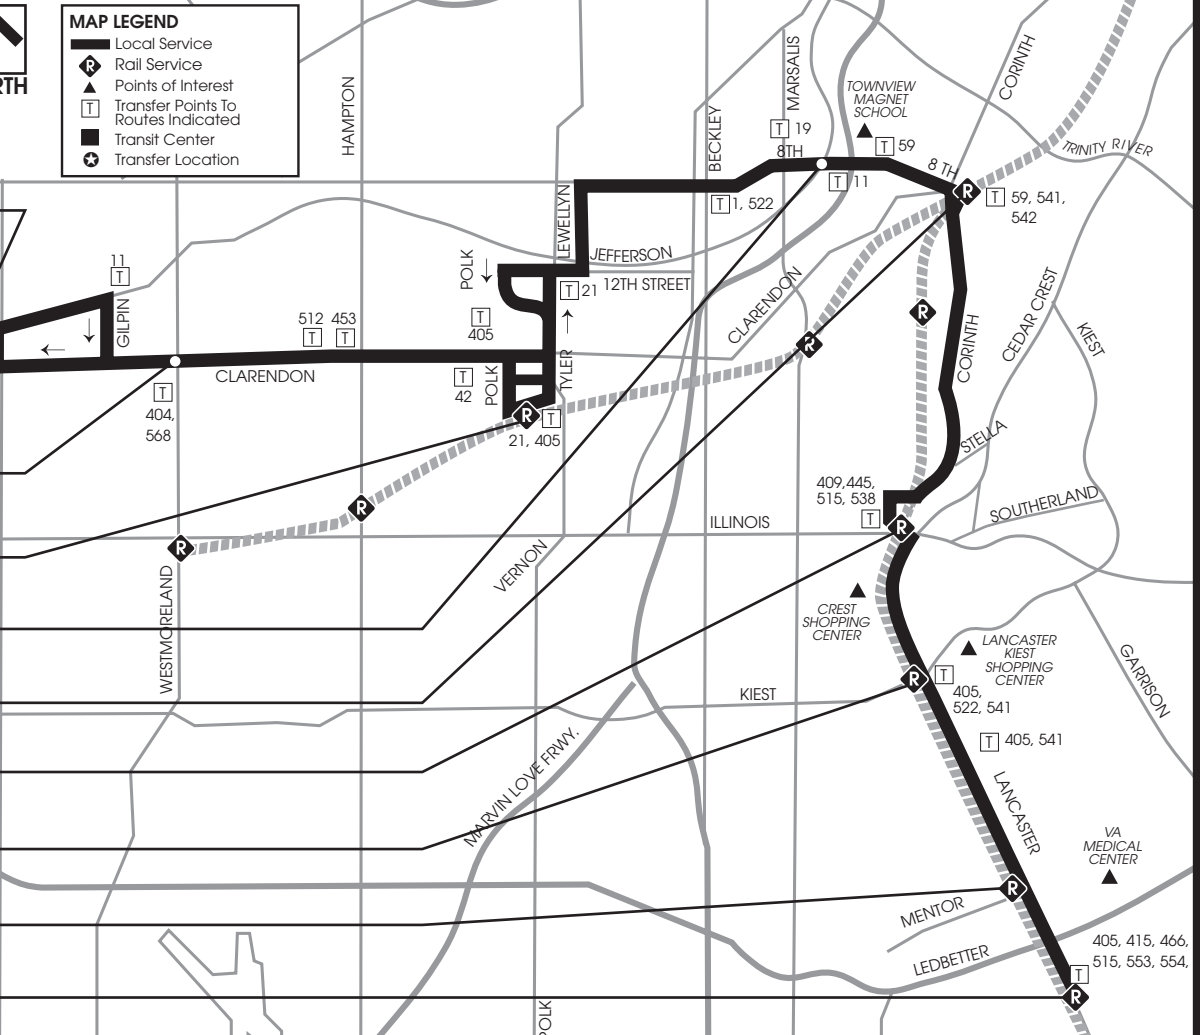 RTH
MAP LEGEND
Local Service
R
Rail Service
Points of Interest
T
Transfer Points To
Routes Indicated
Transit Center
Transfer Location
HAMPTON
BECKLEY
MARSALIS
T 19
8TH
TOWNVIEW
MAGNET
SCHOOL
T 59
CORINTH
TRINITY RIVER
8 TH
R
T 59, 541,
542
T 11
T 1, 522
LEWELLYN
JEFFERSON
12TH STREET
POLK
T 21
T
405
11
T
GILPIN
512
T
453
T
CLARENDON
T
404,
568
T
42
POLK
TYLER
R
T
21, 405
CLARENDON
R
R
CORINTH
CEDAR CREST
KIEST
STELLA
SOUTHERLAND
409,445,
515, 538
T
R
ILLINOIS
R
R
WESTMORELAND
VERNON
CREST
SHOPPING
CENTER
LANCASTER
KIEST
SHOPPING
CENTER
GARRISON
R
T
405,
522, 541
KIEST
T 405, 541
MARVIN LOVE FRWY.
LANCASTER
VA
MEDICAL
CENTER
R
MENTOR
LEDBETTER
405, 415, 466,
515, 553, 554,
T
R
POLK